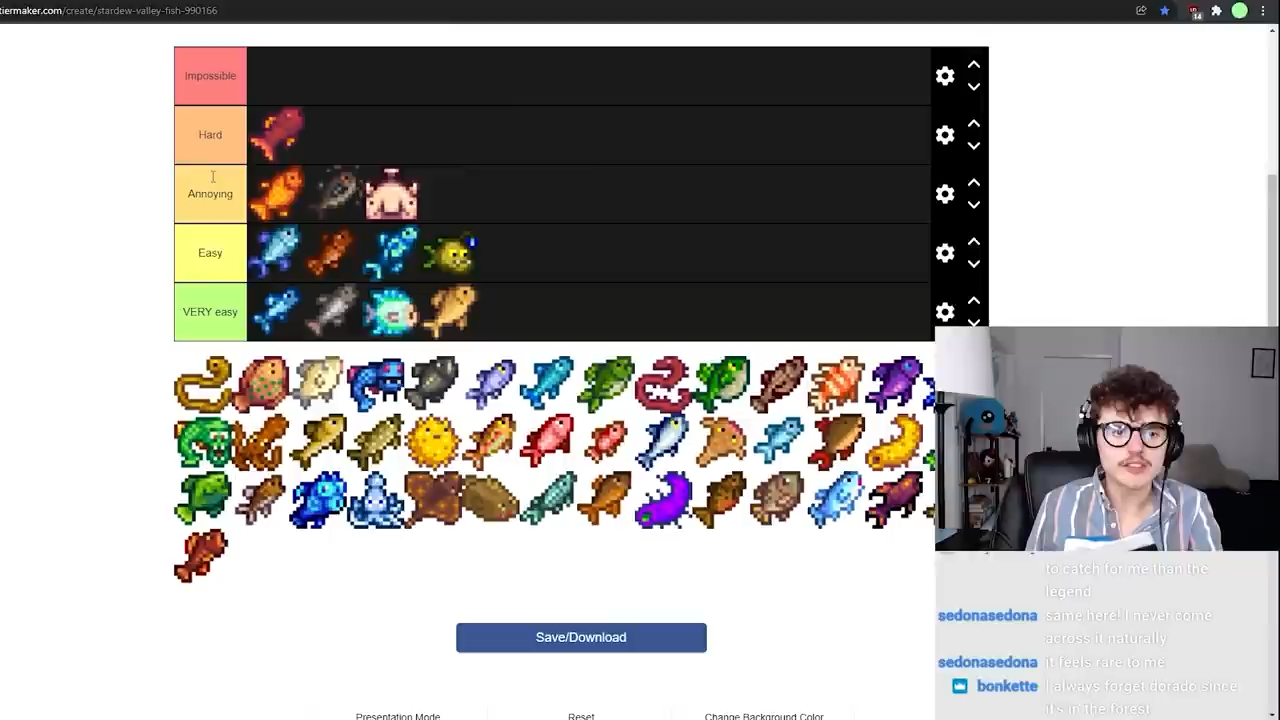 tiermaker.com/create/stardew-valley-fish-990166
14
Impossible
Hard
Annoying
Easy
VERY easy
to catch for me than the
legend
sedonasedona same here! I never come
across it naturally
sedonasedona it feels rare to me
bonkette I always forget dorado since
it's in the forest
Save/Download
Presentation Mode Reset Change Background Color